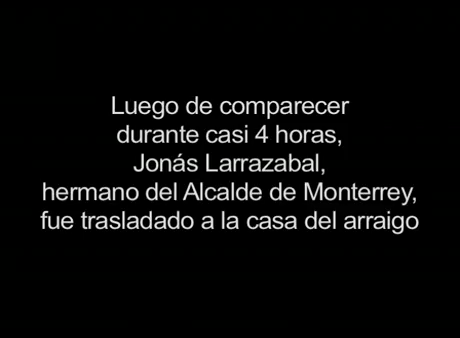 Luego de comparecer
durante casi 4 horas,
Jonás Larrazabal,
hermano del Alcalde de Monterrey,
fue trasladado a la casa del arraigo